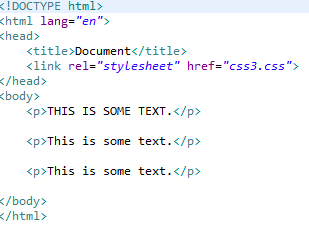 <!DOCTYPE html>
<html lang="en">
<head>
    <title>Document</title>
    <link rel="stylesheet" href="css3.css">
</head>
<body>
    <p>THIS IS SOME TEXT.</p>
    <p>This is some text.</p>
    <p>This is some text.</p>
</body>
</html>